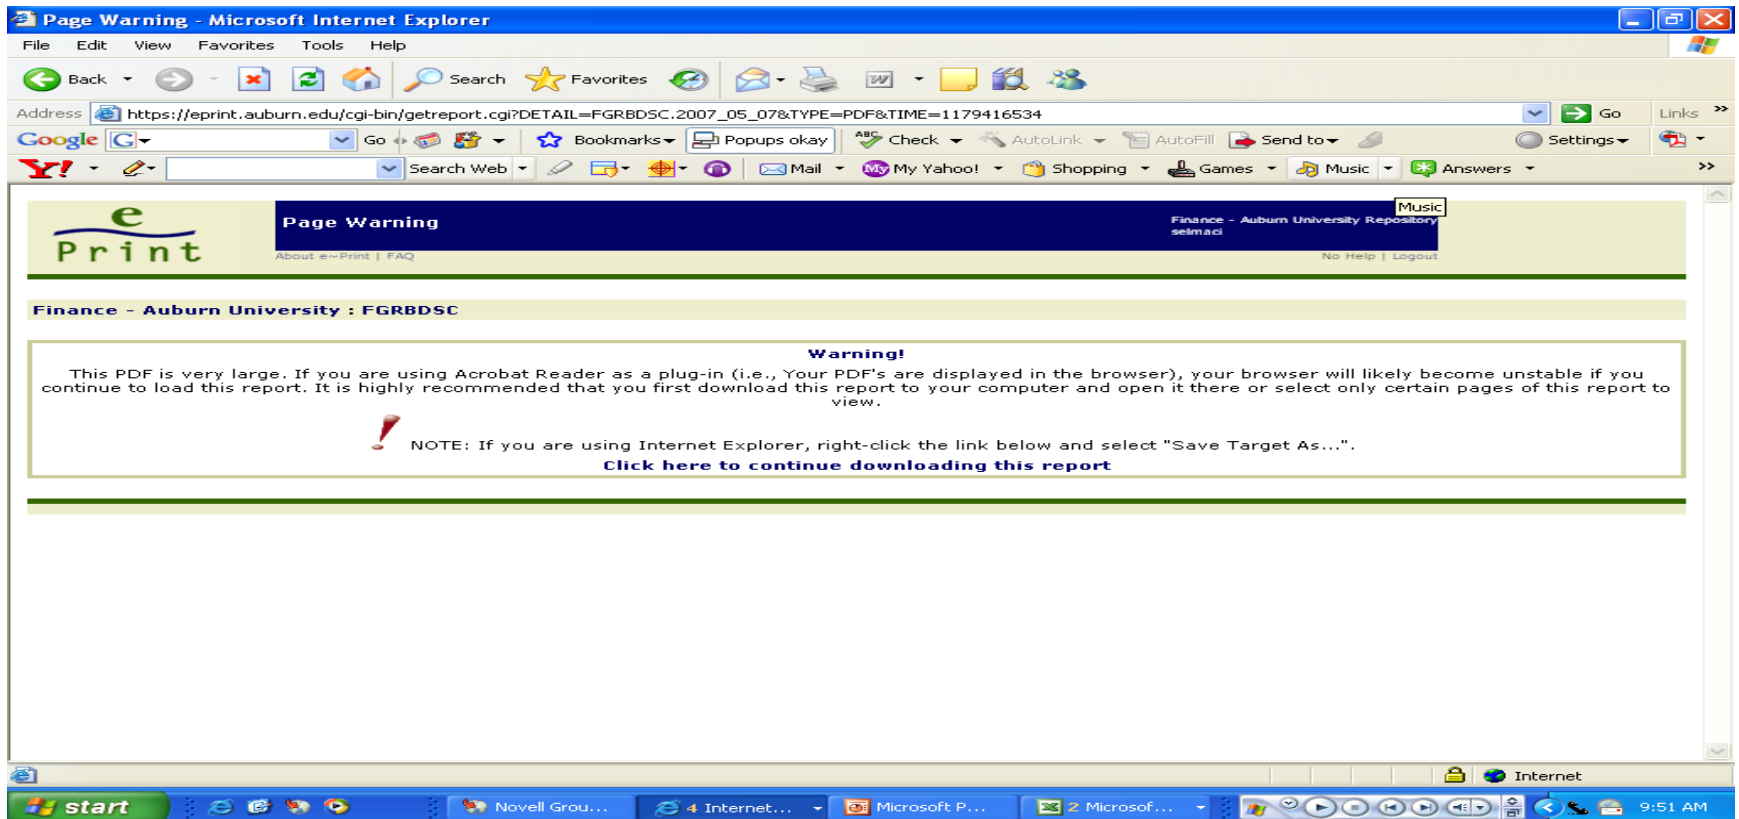 Page Warning - Microsoft Internet Explorer
File Edit View Favorites Tools Help
Back Search Favorites
Address https://eprint.auburn.edu/cgi-bin/getreport.cgi?DETAIL=FGRBDSC.2007_05_07&TYPE=PDF&TIME=1179416534 Go Links »
Google G Go Bookmarks Popups okay ABC Check AutoLink AutoFill Send to Settings
Y! Search Web Mail My My Yahoo! Shopping Games Music Answers »
Music
e
Print
Page Warning
Finance - Auburn University Repository
selmaci
About e~Print | FAQ
No Help | Logout
Finance - Auburn University : FGRBDSC
Warning!
This PDF is very large. If you are using Acrobat Reader as a plug-in (i.e., Your PDF's are displayed in the browser), your browser will likely become unstable if you
continue to load this report. It is highly recommended that you first download this report to your computer and open it there or select only certain pages of this report to
view.
! NOTE: If you are using Internet Explorer, right-click the link below and select "Save Target As...".
Click here to continue downloading this report
Internet
start Novell Grou... 4 Internet... Microsoft P... 2 Microsof... 9:51 AM